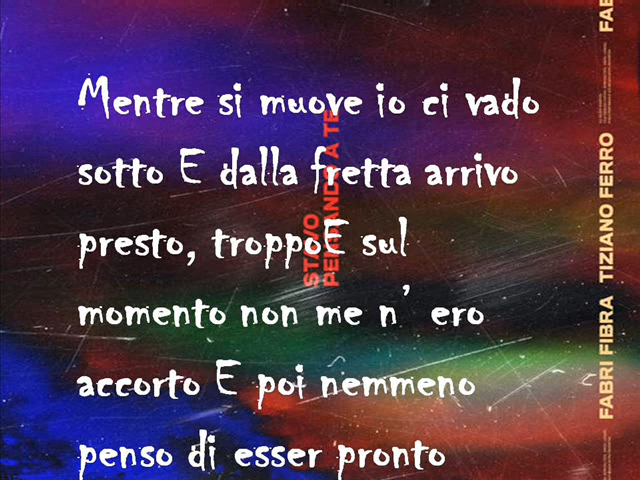 Mentre si muove io ci vado
sotto E dalla fretta arrivo
presto, troppoE sul
momento non me n' ero
accorto E poi nemmeno
penso di esser pronto
STAVO
PENSANDO A TE
FABRI FIBRA TIZIANO FERRO FAB